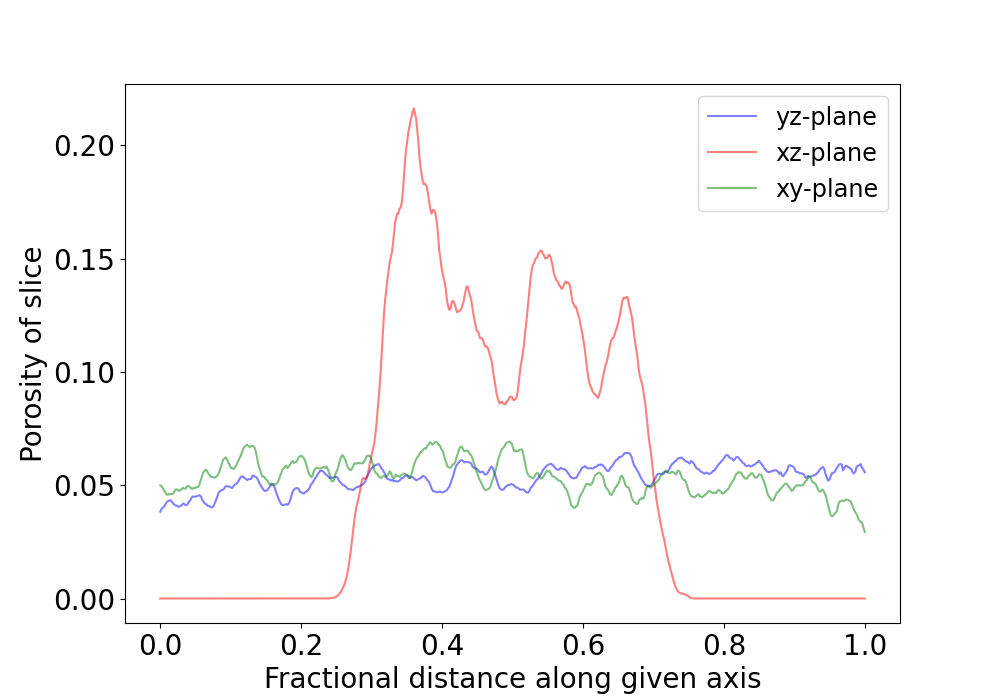 yz-plane
xz-plane
xy-plane
0.20
0.15
0.10
0.05
0.00
Porosity of slice
0.0 0.2 0.4 0.6 0.8 1.0
Fractional distance along given axis